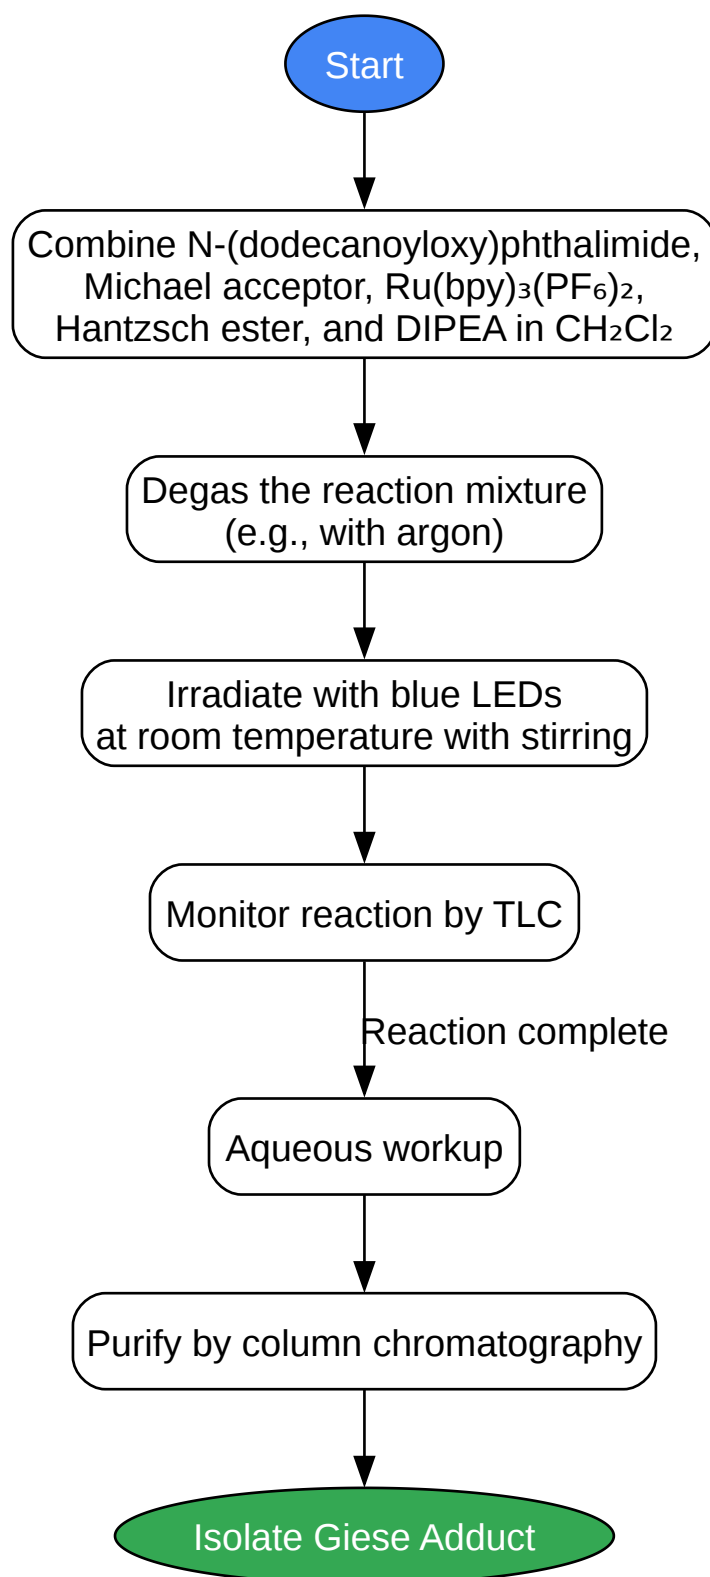 Start
Combine N-(dodecanoyloxy)phthalimide,
Michael acceptor, Ru(bpy)₃(PF₆)₂,
Hantzsch ester, and DIPEA in CH₂Cl₂
Degas the reaction mixture
(e.g., with argon)
Irradiate with blue LEDs
at room temperature with stirring
Monitor reaction by TLC
Reaction complete
Aqueous workup
Purify by column chromatography
Isolate Giese Adduct